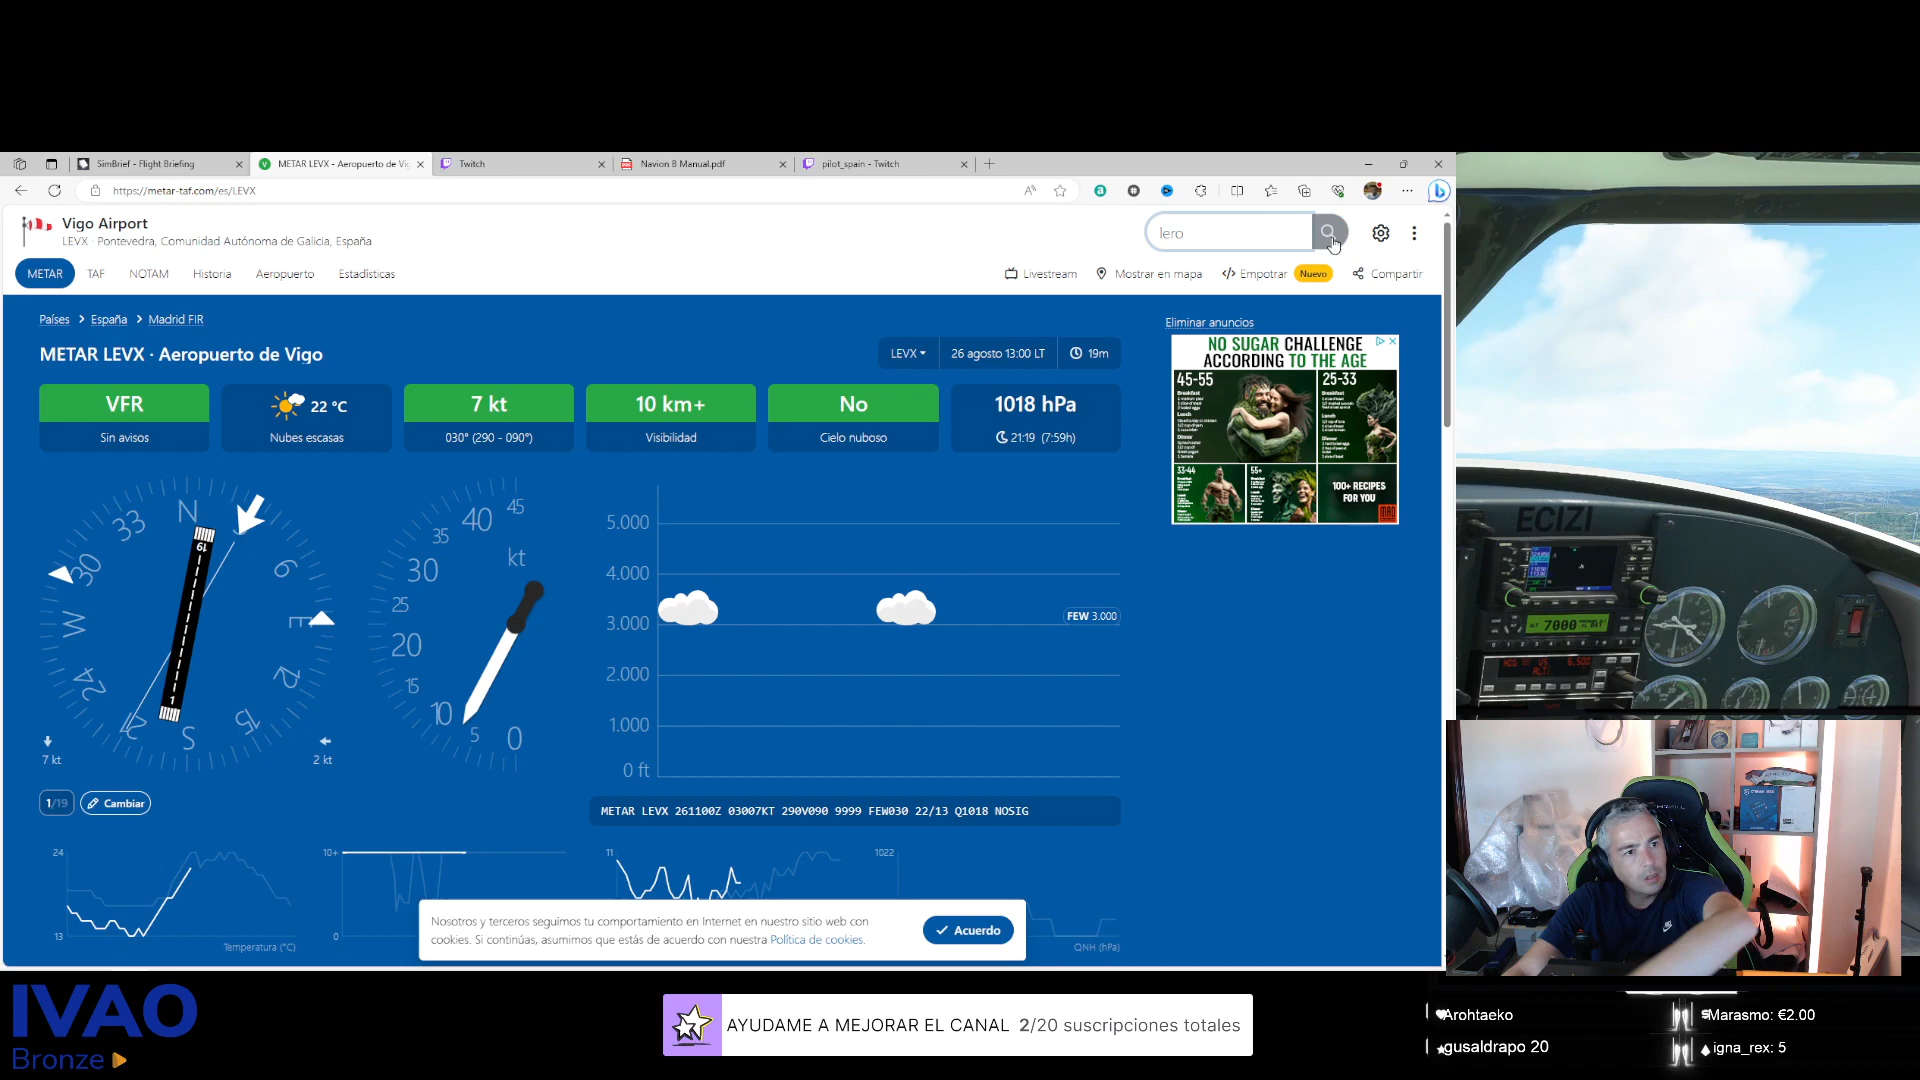 SimBrief - Flight Briefing
METAR LEVX - Aeropuerto de Vig
Twitch
Navion B Manual.pdf
pilot_spain - Twitch
https://metar-taf.com/es/LEVX
Vigo Airport
LEVX · Pontevedra, Comunidad Autónoma de Galicia, España
lero
METAR
TAF
NOTAM
Historia
Aeropuerto
Estadísticas
Livestream
Mostrar en mapa
</> Empotrar
Nuevo
Compartir
Países > España > Madrid FIR
METAR LEVX · Aeropuerto de Vigo
LEVX
26 agosto 13:00 LT
19m
VFR
Sin avisos
22 °C
Nubes escasas
7 kt
030° (290 - 090°)
10 km+
Visibilidad
No
Cielo nuboso
1018 hPa
21:19 (7:59h)
N
33
30
W
24
21
S
15
12
E
6
19
1
7 kt
2 kt
45
40
35
30
25
20
15
10
5
0
kt
5.000
4.000
3.000
2.000
1.000
0 ft
FEW 3.000
1/19
Cambiar
METAR LEVX 261100Z 03007KT 290V090 9999 FEW030 22/13 Q1018 NOSIG
24
13
Temperatura (°C)
10+
0
11
1022
QNH (hPa)
Nosotros y terceros seguimos tu comportamiento en Internet en nuestro sitio web con
cookies. Si continúas, asumimos que estás de acuerdo con nuestra Política de cookies.
Acuerdo
Eliminar anuncios
NO SUGAR CHALLENGE
ACCORDING TO THE AGE
45-55
25-33
33-44
55+
100+ RECIPES
FOR YOU
ECIZI
7000
6,500
IVAO
Bronze
AYUDAME A MEJORAR EL CANAL 2/20 suscripciones totales
Arohtaeko
Marasmo: €2.00
gusaldrapo 20
igna_rex: 5